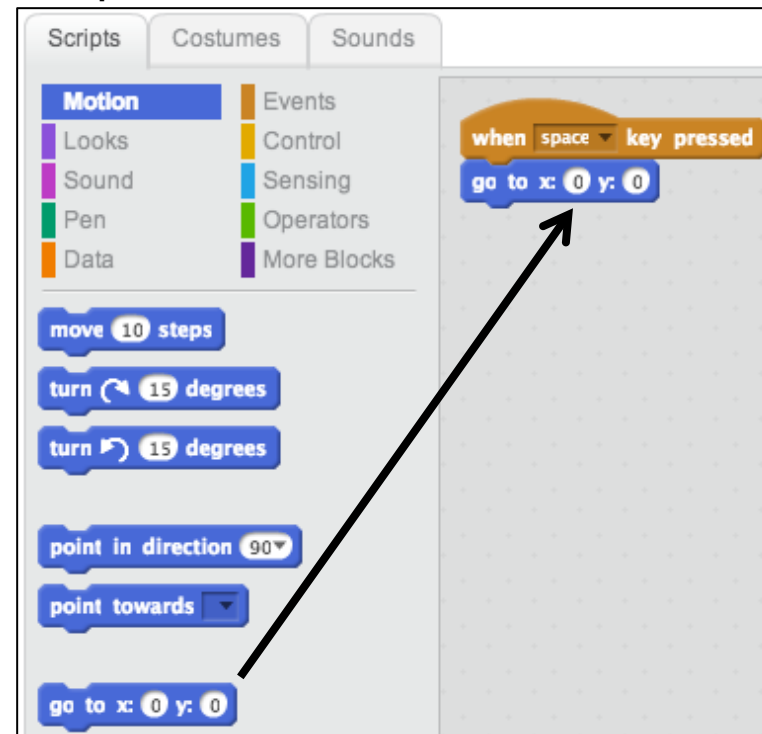 Scripts Costumes Sounds
Motion Events
Looks Control
Sound Sensing
Pen Operators
Data More Blocks
move 10 steps
turn 15 degrees
turn 15 degrees
point in direction 90
point towards
go to x: 0 y: 0
when space key pressed
go to x: 0 y: 0